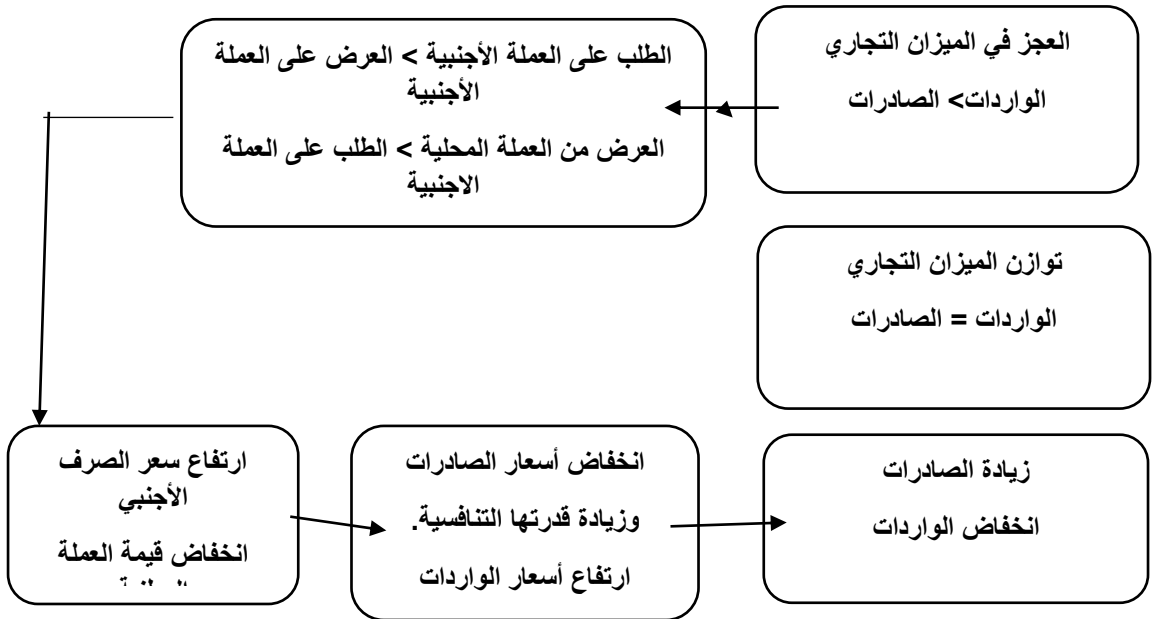 العجز في الميزان التجاري
الواردات> الصادرات
الطلب على العملة الأجنبية > العرض على العملة
الأجنبية
العرض من العملة المحلية > الطلب على العملة
الاجنبية
توازن الميزان التجاري
الواردات = الصادرات
ارتفاع سعر الصرف
الأجنبي
انخفاض قيمة العملة
انخفاض أسعار الصادرات
وزيادة قدرتها التنافسية.
ارتفاع أسعار الواردات
زيادة الصادرات
انخفاض الواردات